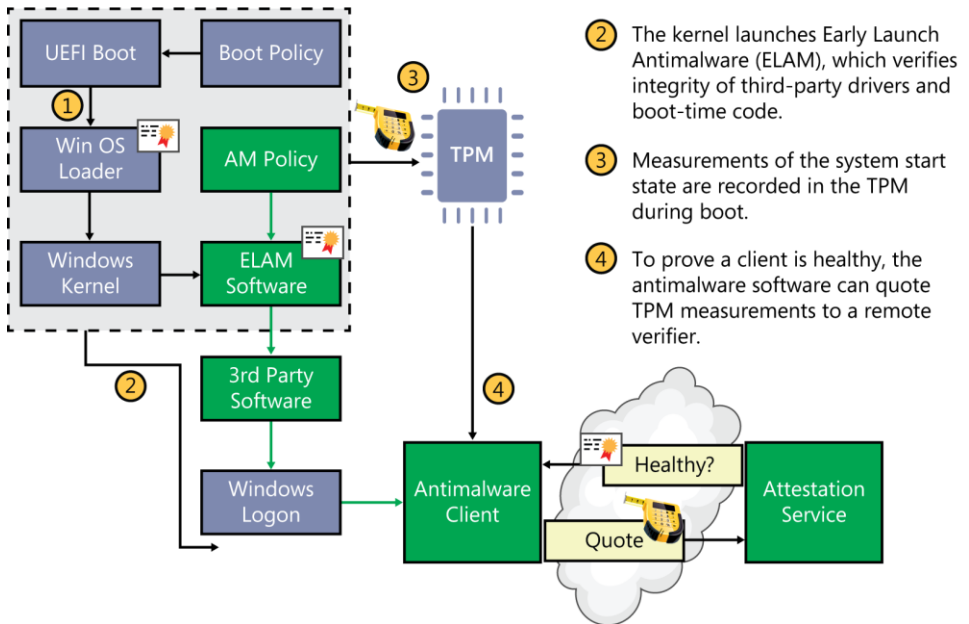 UEFI Boot
Boot Policy
1
Win OS
Loader
AM Policy
Windows
Kernel
ELAM
Software
3
TPM
2
3rd Party
Software
4
Windows
Logon
Antimalware
Client
Healthy?
Quote
Attestation
Service
2
The kernel launches Early Launch
Antimalware (ELAM), which verifies
integrity of third-party drivers and
boot-time code.
3
Measurements of the system start
state are recorded in the TPM
during boot.
4
To prove a client is healthy, the
antimalware software can quote
TPM measurements to a remote
verifier.